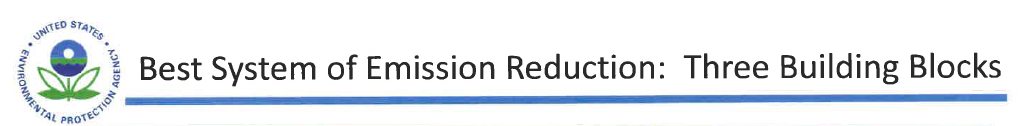 UNITED STATES
ENVIRONMENTAL PROTECTION AGENCY
Best System of Emission Reduction:  Three Building Blocks